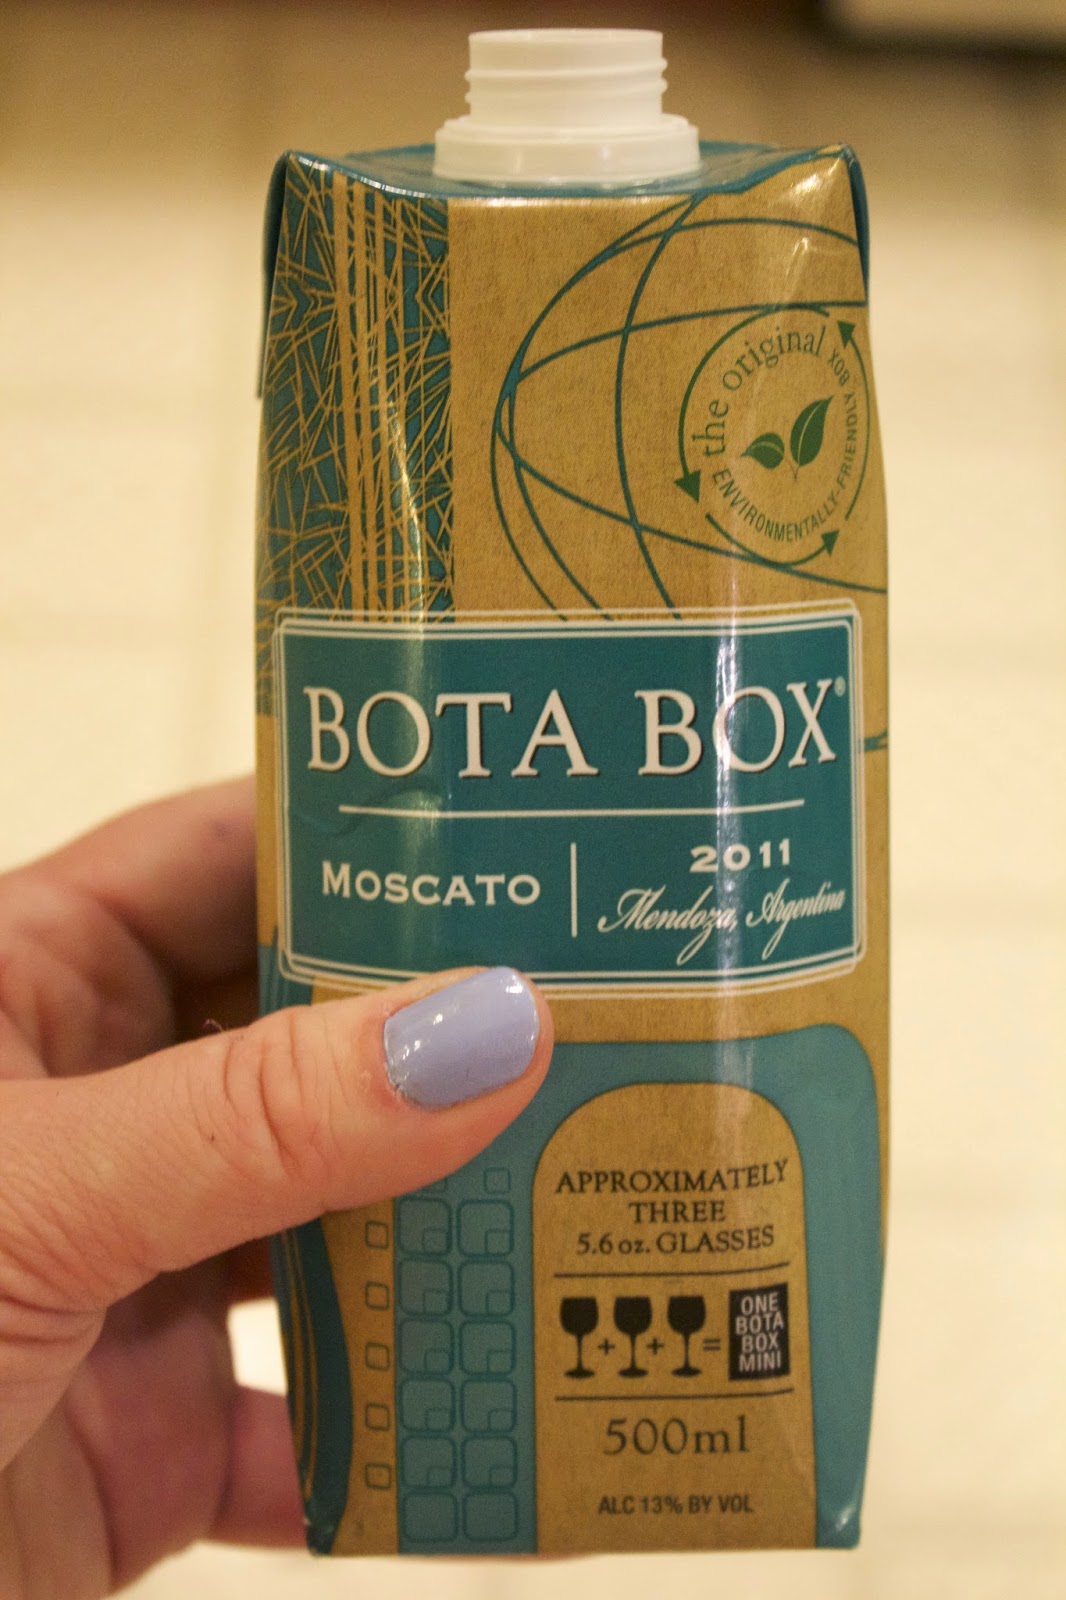 the original
ENVIRONMENTALLY-FRIENDLY BOX
BOTA BOX®
MOSCATO
2011
Mendoza, Argentina
APPROXIMATELY
THREE
5.6 oz. GLASSES
+ + =
ONE
BOTA
BOX
MINI
500ml
ALC 13% BY VOL